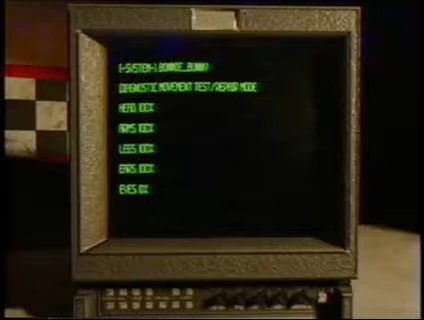 (-SYSTEM-) BONNIE_BUNNY
DIAGNOSTIC MOVEMENT TEST/REPAIR MODE
HEAD 100%
ARMS 100%
LEGS 100%
EARS 100%
EYES 0%